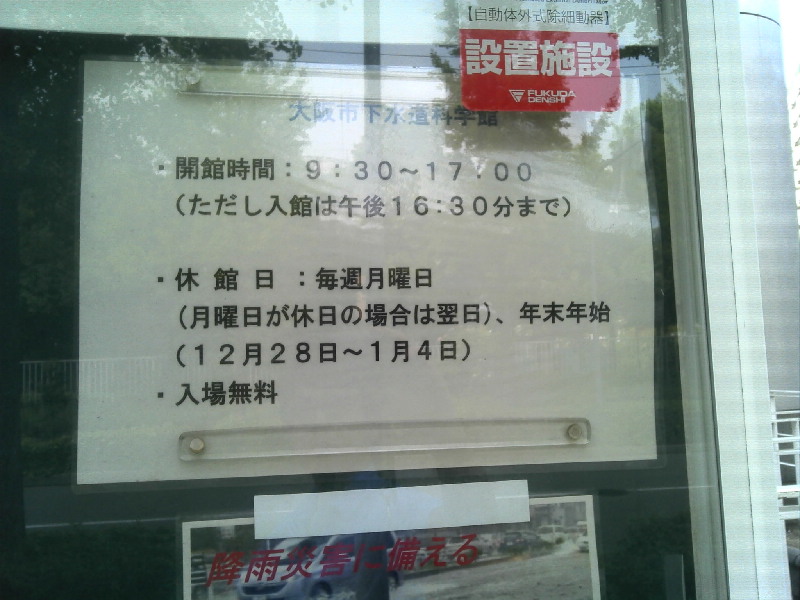 【自動体外式除細動器】
設置施設
FUKUDA
DENSHI
大阪市下水道科学館
・開館時間：9：30～17：00
（ただし入館は午後16：30分まで）
・休館日：毎週月曜日
（月曜日が休日の場合は翌日）、年末年始
（12月28日～1月4日）
・入場無料
降雨災害に備える